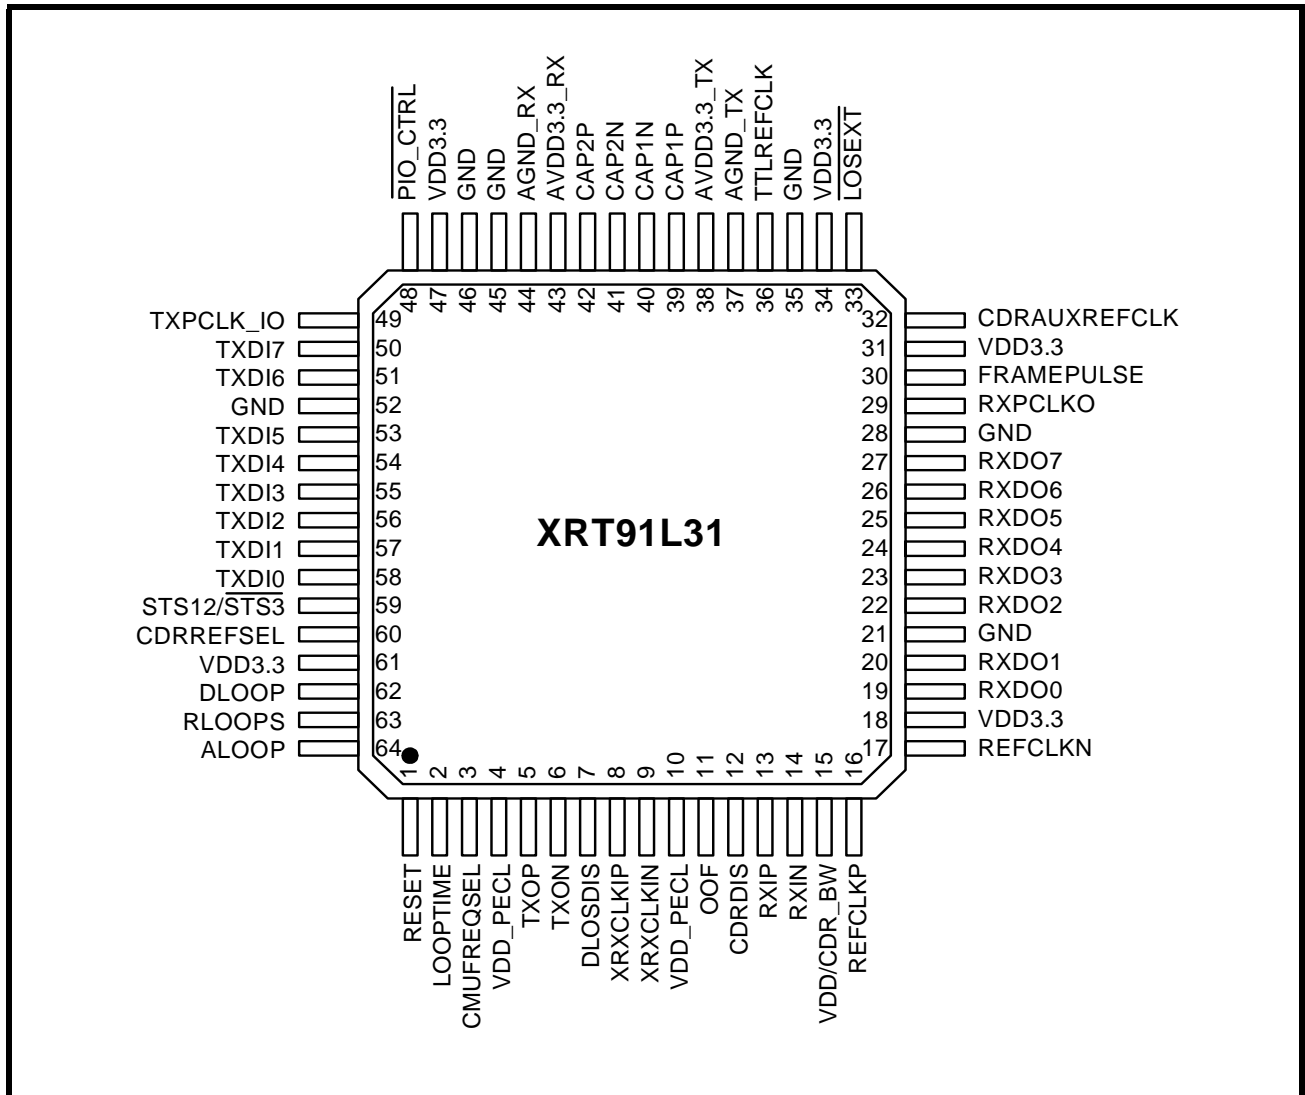 PIO_CTRL
VDD3.3
GND
GND
AGND_RX
AVDD3.3_RX
CAP2P
CAP2N
CAP1N
CAP1P
AVDD3.3_TX
AGND_TX
TTLREFCLK
GND
VDD3.3
LOSEXT
48
47
46
45
44
43
42
41
40
39
38
37
36
35
34
33
TXPCLK_IO 49
TXDI7 50
TXDI6 51
GND 52
TXDI5 53
TXDI4 54
TXDI3 55
TXDI2 56
TXDI1 57
TXDI0 58
STS12/STS3 59
CDRREFSEL 60
VDD3.3 61
DLOOP 62
RLOOPS 63
ALOOP 64
XRT91L31
32 CDRAUXREFCLK
31 VDD3.3
30 FRAMEPULSE
29 RXPCLKO
28 GND
27 RXDO7
26 RXDO6
25 RXDO5
24 RXDO4
23 RXDO3
22 RXDO2
21 GND
20 RXDO1
19 RXDO0
18 VDD3.3
17 REFCLKN
1
2
3
4
5
6
7
8
9
10
11
12
13
14
15
16
RESET
LOOPTIME
CMUFREQSEL
VDD_PECL
TXOP
TXON
DLOSDIS
XRXCLKIP
XRXCLKIN
VDD_PECL
OOF
CDRDIS
RXIP
RXIN
VDD/CDR_BW
REFCLKP